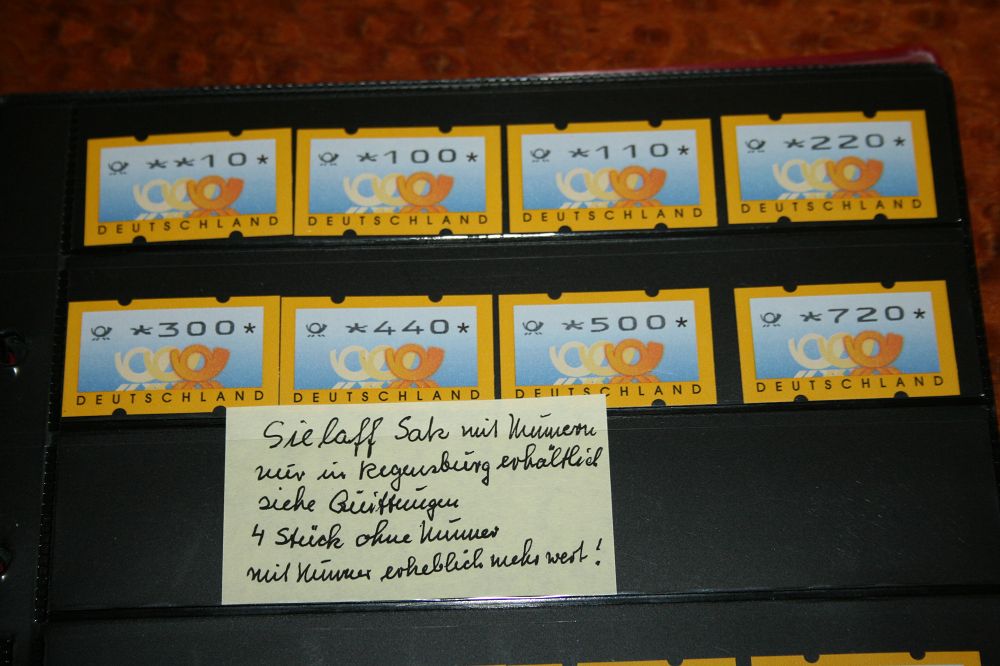 **10*
DEUTSCHLAND
*100*
DEUTSCHLAND
*110*
DEUTSCHLAND
*220*
DEUTSCHLAND
*300*
DEUTSCHLAND
*440*
DEUTSCHLAND
*500*
DEUTSCHLAND
*720*
DEUTSCHLAND
Sielaff Satz mit Nummern
nur in Regensburg erhältlich
siehe Quittungen
4 Stück ohne Nummer
mit Nummer erheblich mehr wert!